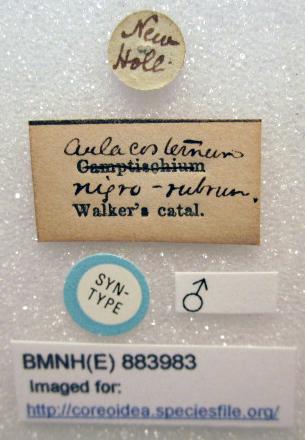 New
Holl.
Aulacosternum
Camptischium
nigro-rubrum.
Walker's catal.
SYN-
TYPE
♂
BMNH(E) 883983
Imaged for:
http://coreoidea.speciesfile.org/